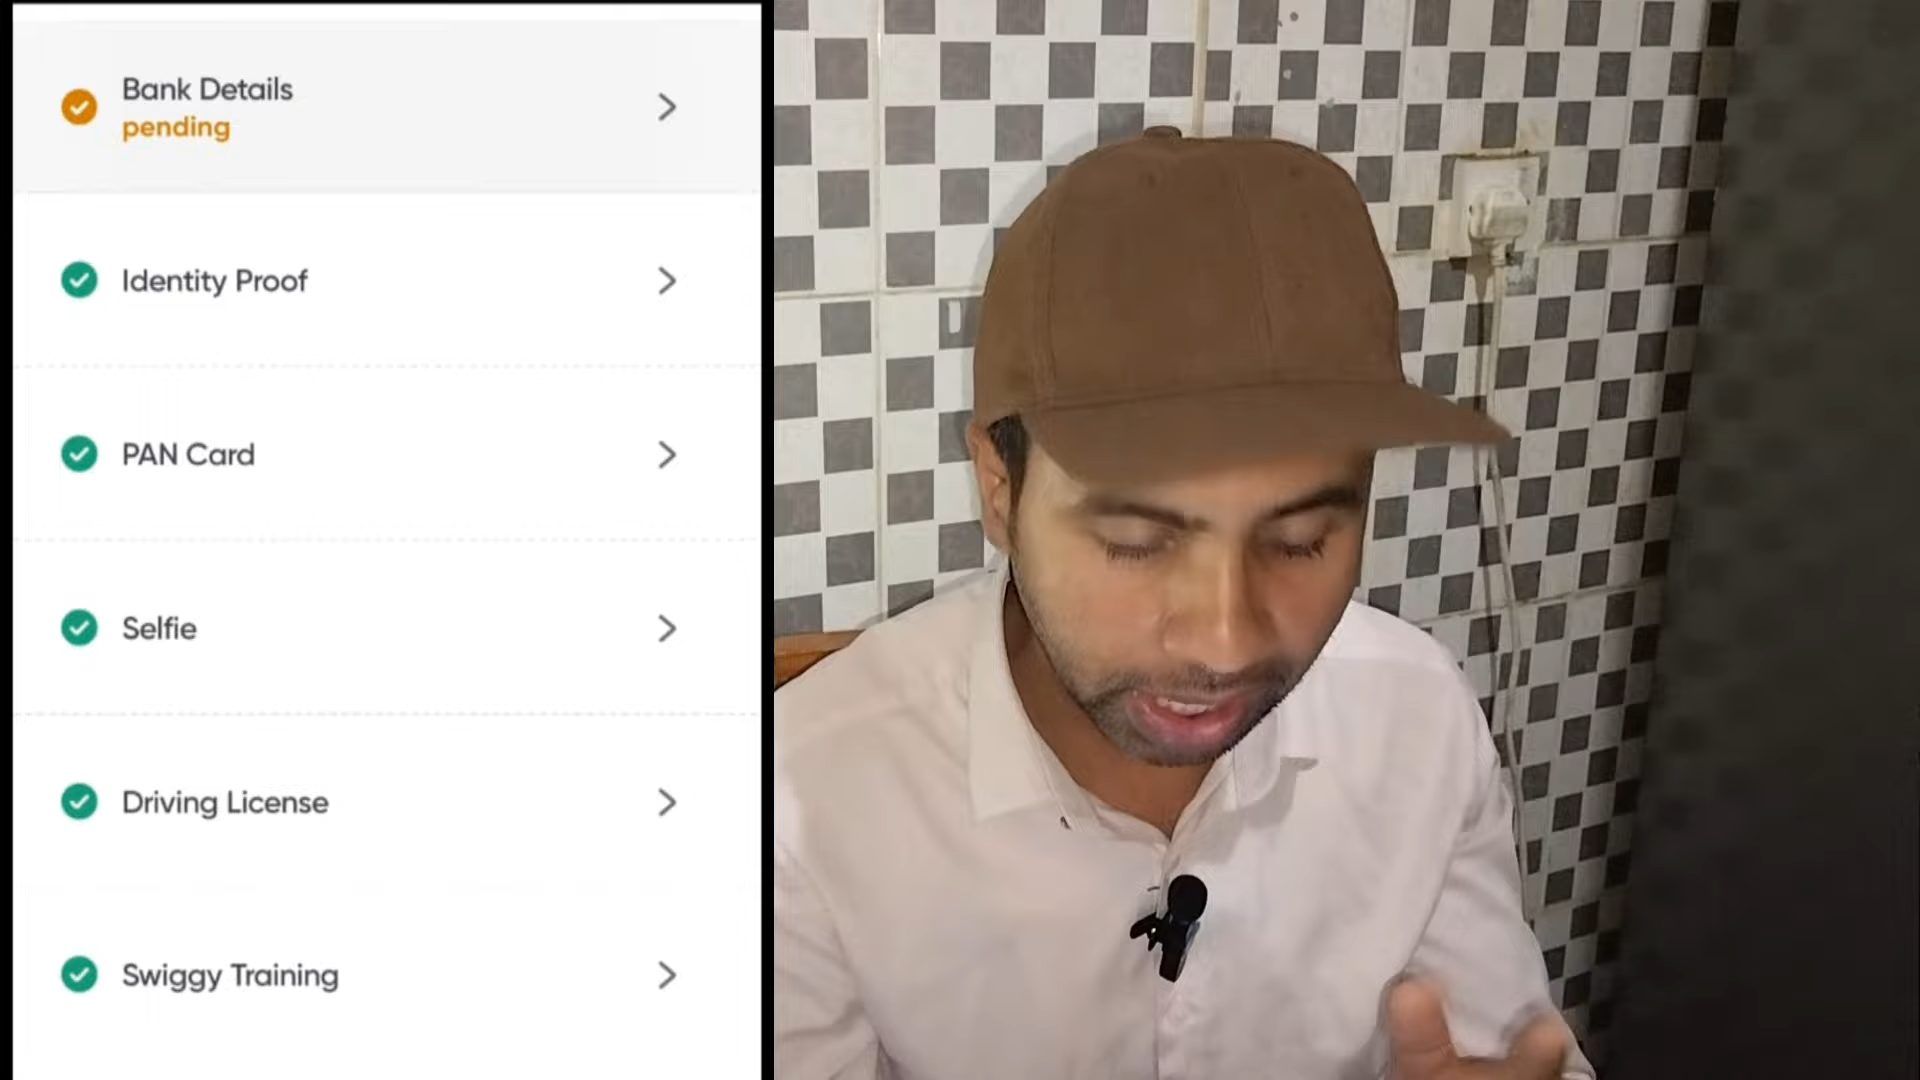 Bank Details
pending
Identity Proof
PAN Card
Selfie
Driving License
Swiggy Training